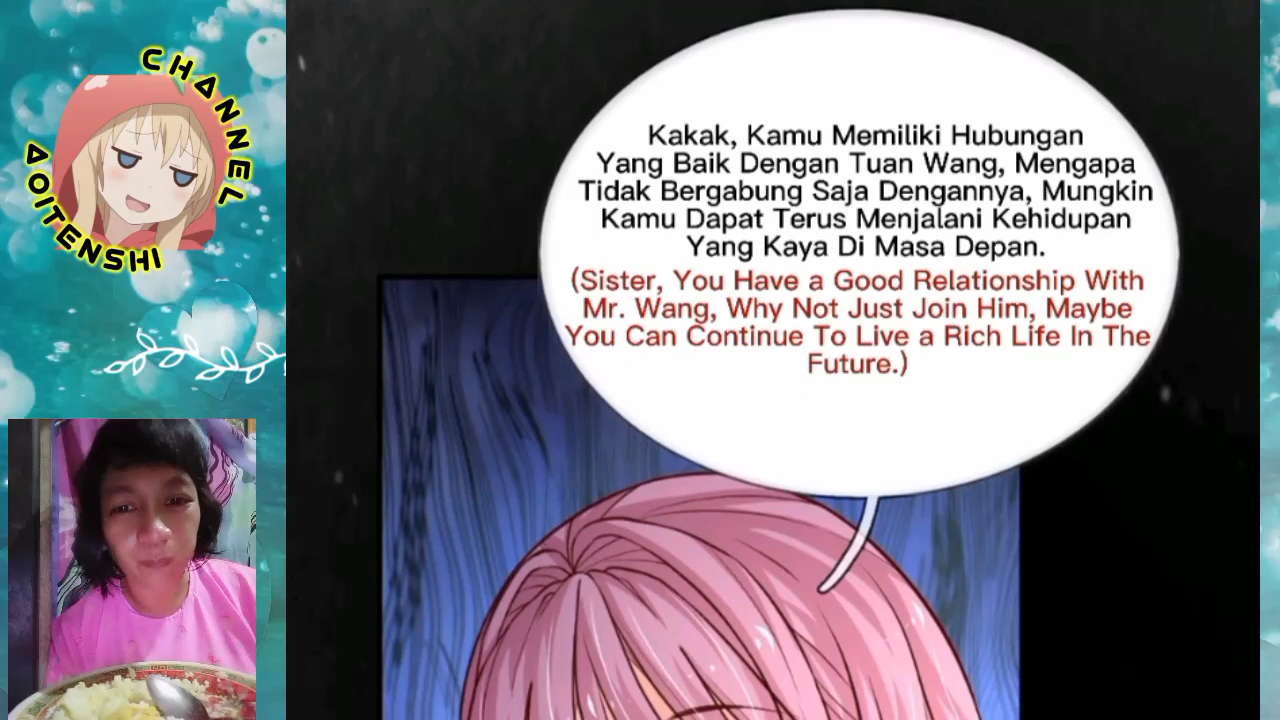 CHANNEL
AOITENSHI
Kakak, Kamu Memiliki Hubungan
Yang Baik Dengan Tuan Wang, Mengapa
Tidak Bergabung Saja Dengannya, Mungkin
Kamu Dapat Terus Menjalani Kehidupan
Yang Kaya Di Masa Depan.
(Sister, You Have a Good Relationship With
Mr. Wang, Why Not Just Join Him, Maybe
You Can Continue To Live a Rich Life In The
Future.)